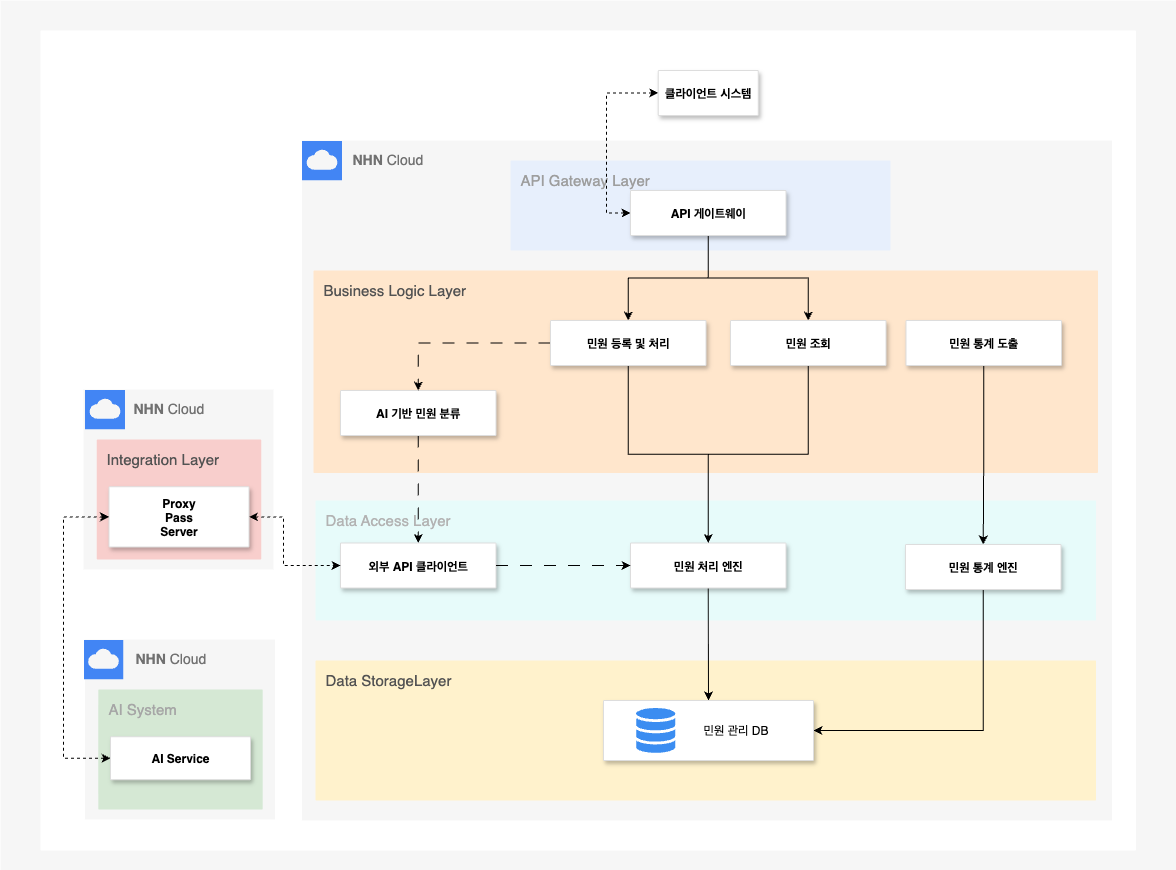 클라이언트 시스템
NHN Cloud
API Gateway Layer
API 게이트웨이
Business Logic Layer
민원 등록 및 처리
민원 조회
민원 통계 도출
AI 기반 민원 분류
NHN Cloud
Integration Layer
Proxy
Pass
Server
Data Access Layer
외부 API 클라이언트
민원 처리 엔진
민원 통계 엔진
NHN Cloud
AI System
AI Service
Data StorageLayer
민원 관리 DB